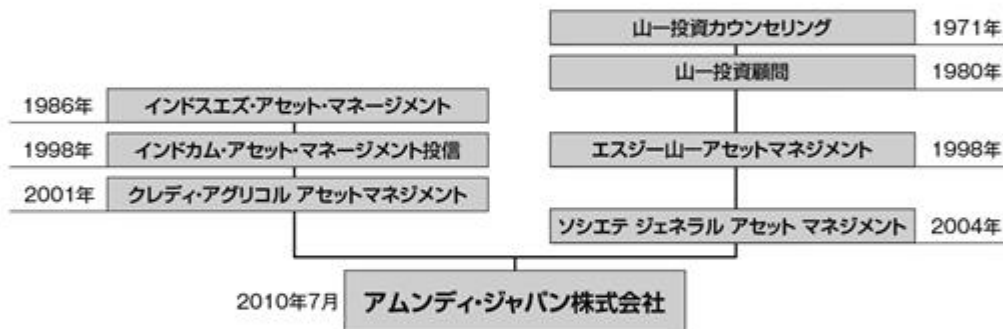 山一投資カウンセリング 1971年
山一投資顧問 1980年
1986年 インドスエズ・アセット・マネージメント
1998年 インドカム・アセット・マネージメント投信
エスジー山一アセットマネジメント 1998年
2001年 クレディ・アグリコル アセットマネジメント
ソシエテ ジェネラル アセット マネジメント 2004年
2010年7月 アムンディ・ジャパン株式会社